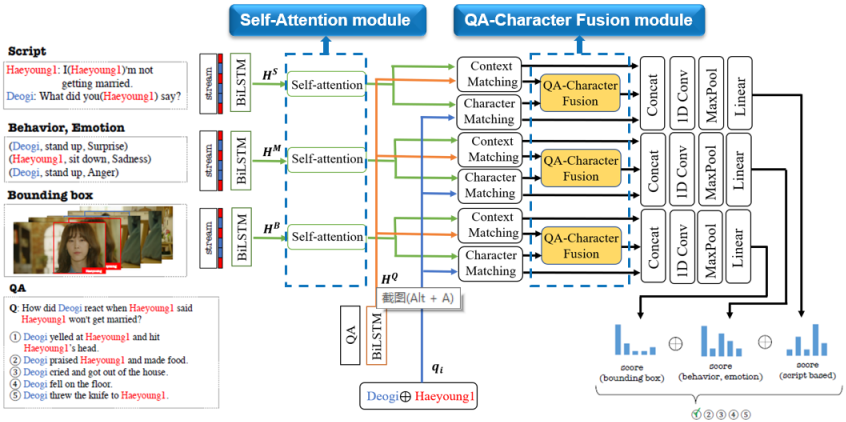 Self-Attention module
QA-Character Fusion module
Script
Haeyoung1: I(Haeyoung1)'m not
getting married.
Deogi: What did you(Haeyoung1) say?
Behavior, Emotion
(Deogi, stand up, Surprise)
(Haeyoung1, sit down, Sadness)
(Deogi, stand up, Anger)
Bounding box
Haeyoung1
QA
Q: How did Deogi react when Haeyoung1 said
Haeyoung1 won't get married?
① Deogi yelled at Haeyoung1 and hit
Haeyoung1's head.
② Deogi praised Haeyoung1 and made food.
③ Deogi cried and got out of the house.
④ Deogi fell on the floor.
⑤ Deogi threw the knife to Haeyoung1.
stream
BiLSTM
H^S
Self-attention
stream
BiLSTM
H^M
Self-attention
stream
BiLSTM
H^B
Self-attention
H^Q
截图(Alt + A)
QA
BiLSTM
q_i
Deogi⊕ Haeyoung1
Context
Matching
Character
Matching
QA-Character
Fusion
Concat
1D Conv
MaxPool
Linear
Context
Matching
Character
Matching
QA-Character
Fusion
Concat
1D Conv
MaxPool
Linear
Context
Matching
Character
Matching
QA-Character
Fusion
Concat
1D Conv
MaxPool
Linear
score
(bounding box)
⊕
score
(behavior, emotion)
⊕
score
(script based)
① ② ③ ④ ⑤